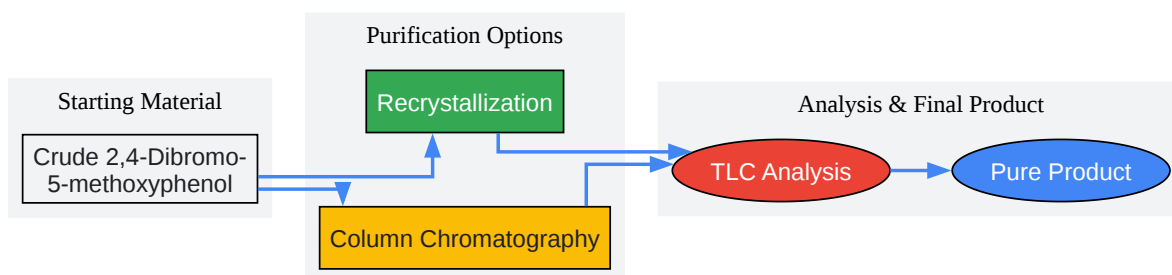 Purification Options
Starting Material
Crude 2,4-Dibromo-
5-methoxyphenol
Recrystallization
Column Chromatography
Analysis & Final Product
TLC Analysis
Pure Product